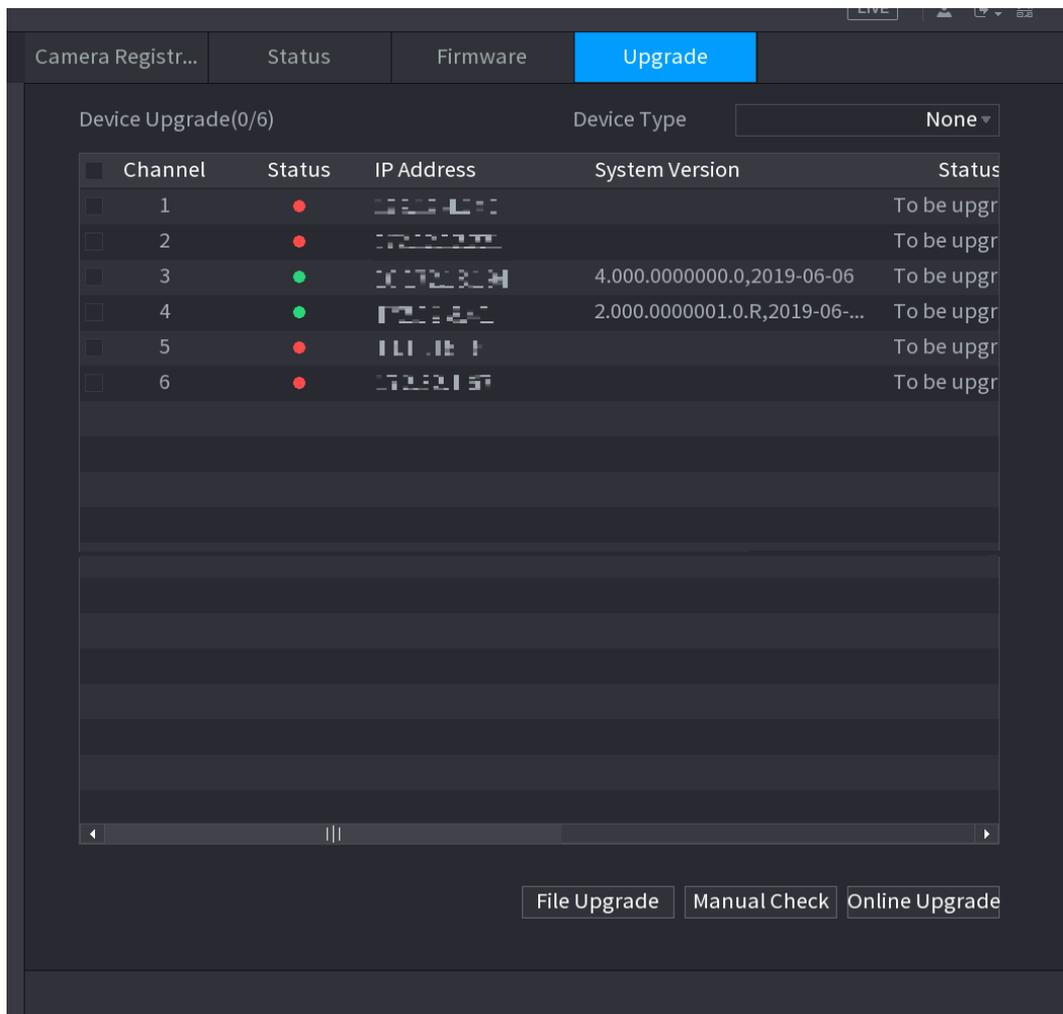 LIVE
Camera Registr... Status Firmware Upgrade
Device Upgrade(0/6) Device Type None
Channel Status IP Address System Version Status
1 To be upgr
2 To be upgr
3 4.000.0000000.0,2019-06-06 To be upgr
4 2.000.0000001.0.R,2019-06-... To be upgr
5 To be upgr
6 To be upgr
File Upgrade Manual Check Online Upgrade